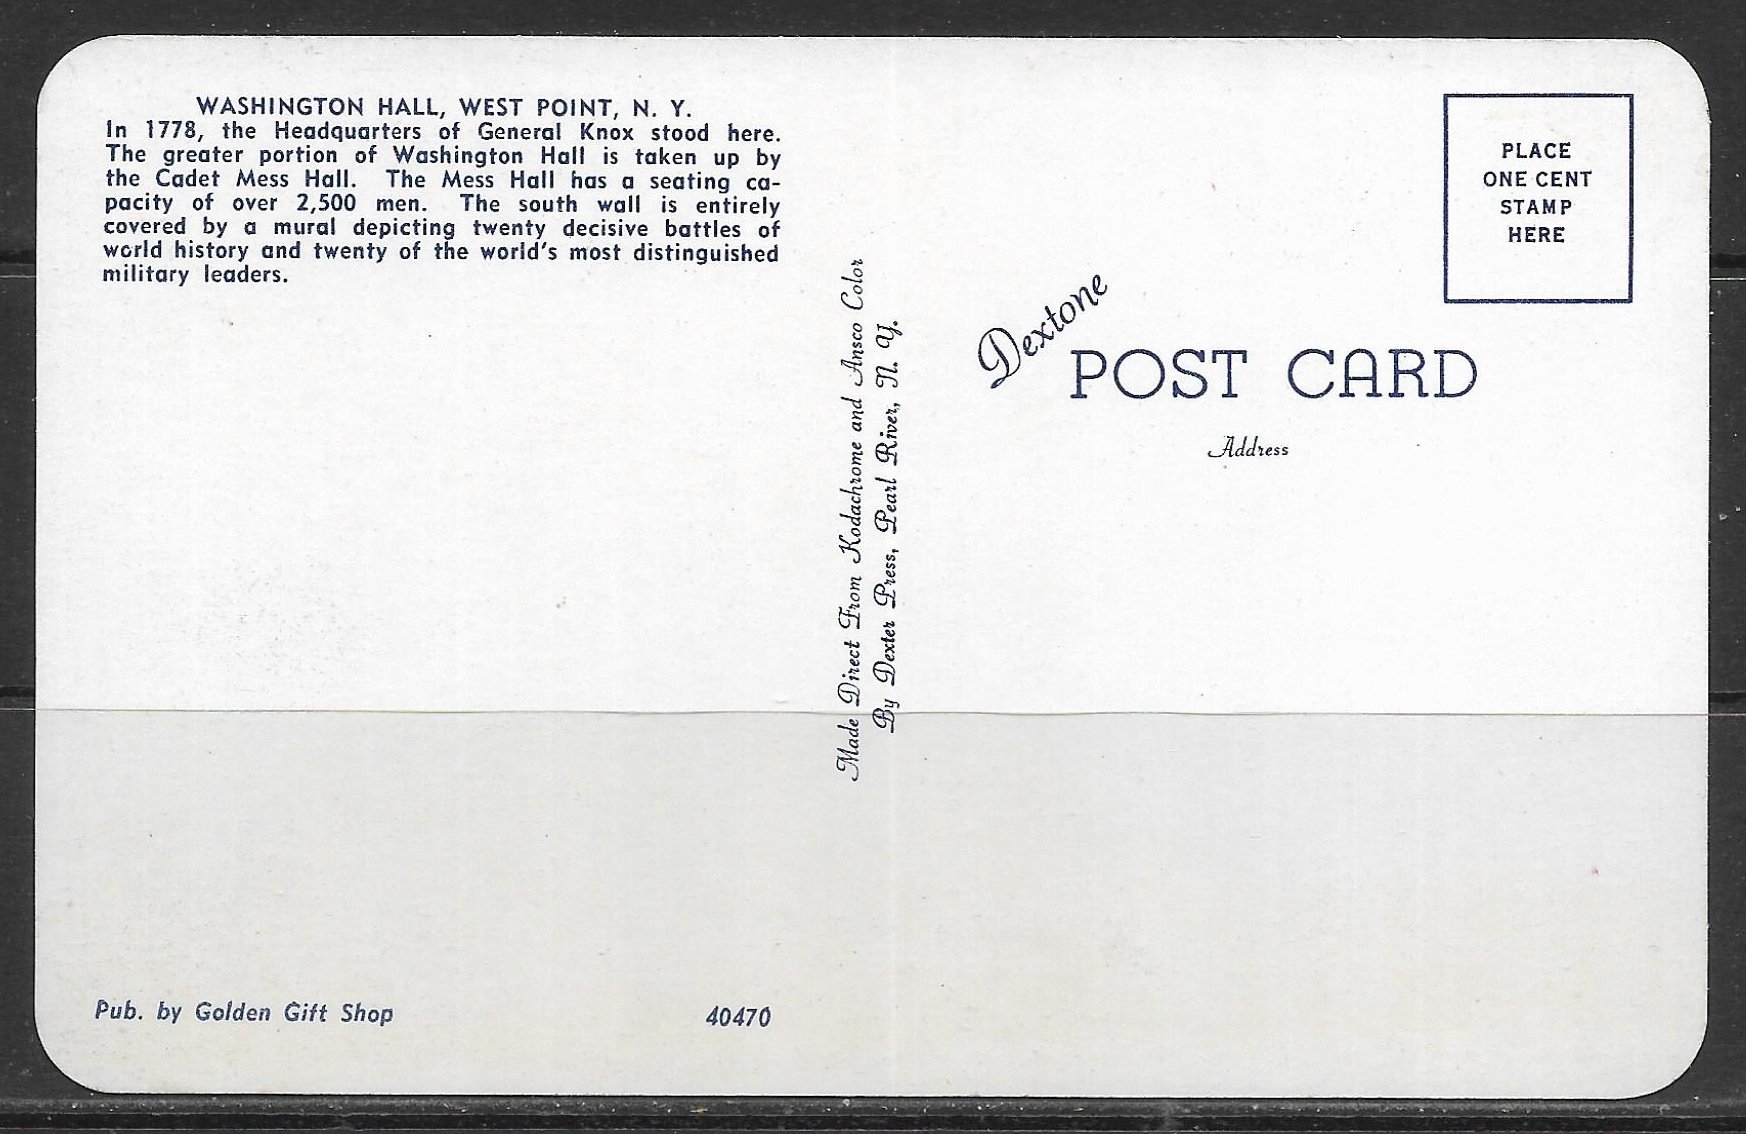 WASHINGTON HALL, WEST POINT, N. Y.
In 1778, the Headquarters of General Knox stood here.
The greater portion of Washington Hall is taken up by
the Cadet Mess Hall. The Mess Hall has a seating ca-
pacity of over 2,500 men. The south wall is entirely
covered by a mural depicting twenty decisive battles of
world history and twenty of the world's most distinguished
military leaders.
Pub. by Golden Gift Shop
40470
Made Direct From Kodachrome and Ansco Color
By Dexter Press, Pearl River, N. Y.
PLACE
ONE CENT
STAMP
HERE
Dextone
POST CARD
Address